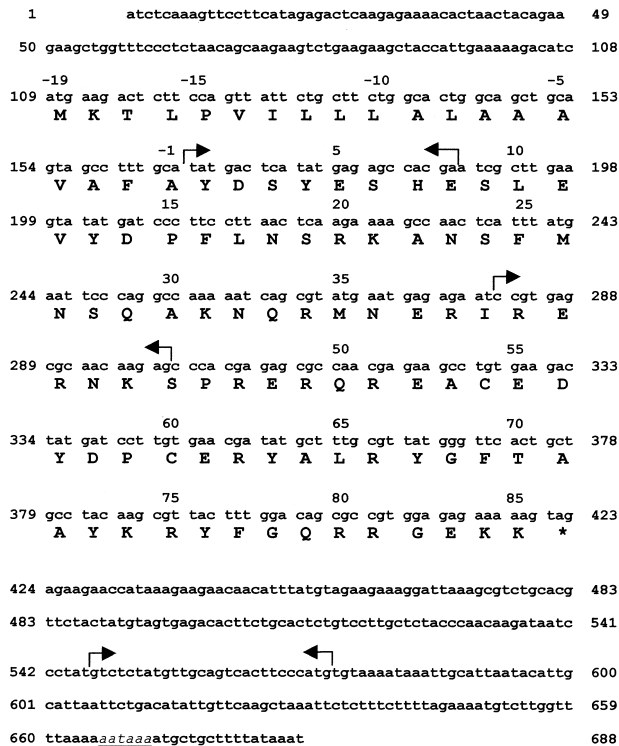 1 atctcaaagttccttcatagagactcaagagaaaacactaactacagaa 49
50 gaagctggtttccctctaacagcaagaagtctgaagaagctaccattgaaaaagacatc 108
-19 -15 -10 -5
109 atg aag act ctt cca gtt att ctg ctt ctg gca ctg gca gct gca 153
M K T L P V I L L L A L A A A
-1 5 10
154 gta gcc ttt gca tat gac tca tat gag agc cac gaa tcg ctt gaa 198
V A F A Y D S Y E S H E S L E
15 20 25
199 gta tat gat ccc ttc ctt aac tca aga aaa gcc aac tca ttt atg 243
V Y D P F L N S R K A N S F M
30 35
244 aat tcc cag gcc aaa aat cag cgt atg aat gag aga atc cgt gag 288
N S Q A K N Q R M N E R I R E
50 55
289 cgc aac aag agc cca cga gag cgc caa cga gaa gcc tgt gaa gac 333
R N K S P R E R Q R E A C E D
60 65 70
334 tat gat cct tgt gaa cga tat gct ttg cgt tat ggg ttc act gct 378
Y D P C E R Y A L R Y G F T A
75 80 85
379 gcc tac aag cgt tac ttt gga cag cgc cgt gga gag aaa aag tag 423
A Y K R Y F G Q R R G E K K *
424 agaagaaccataaagaagaacaacatttatgtagaagaaaggattaaagcgtctgcacg 483
483 ttctactatgtagtgagacacttctgcactctgtccttgctctacccaacaagataatc 541
542 cctatgtctctatgttgcagtcacttcccatgtgtaaaataaattgcattaatacattg 600
601 cattaattctgacatattgttcaagctaaattctctttcttttagaaaatgtcttggtt 659
660 ttaaaaaataaaatgctgcttttataaat 688